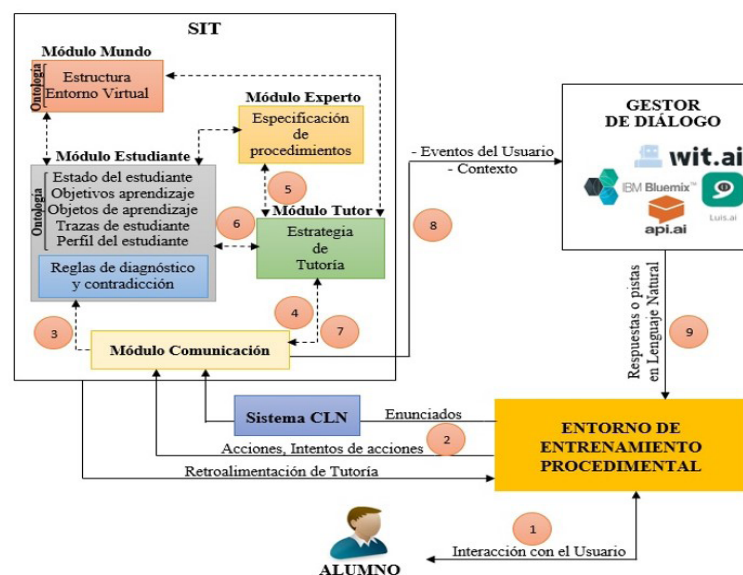 SIT
Módulo Mundo
Ontología
Estructura
Entorno Virtual
Módulo Experto
Especificación
de
procedimientos
Módulo Estudiante
Ontología
Estado del estudiante
Objetivos aprendizaje
Objetos de aprendizaje
Trazas de estudiante
Perfil del estudiante
Reglas de diagnóstico
y contradicción
5
6
Módulo Tutor
Estrategia
de
Tutoría
3
4
7
Módulo Comunicación
- Eventos del Usuario
- Contexto
8
GESTOR
DE DIÁLOGO
wit.ai
IBM Bluemix™
api.ai
Luis.ai
Respuestas o pistas
en Lenguaje Natural
9
Sistema CLN
Enunciados
2
Acciones, Intentos de acciones
Retroalimentación de Tutoría
ENTORNO DE
ENTRENAMIENTO
PROCEDIMENTAL
1
Interacción con el Usuario
ALUMNO